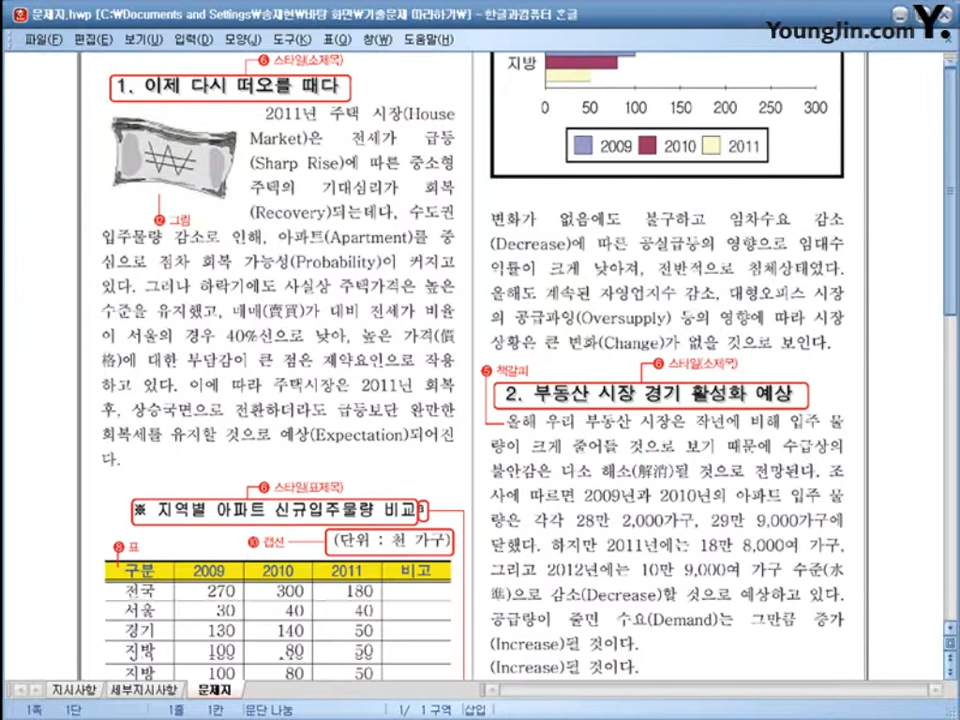 문제지.hwp [C:₩Documents and Settings₩송재현₩바탕 화면₩기출문제 따라하기₩] - 한글과컴퓨터 한글
YoungJin.com Y.
파일(F) 편집(E) 보기(U) 입력(D) 모양(J) 도구(K) 표(Q) 창(W) 도움말(H)
6 스타일(소제목)
1. 이제 다시 떠오를 때다
2011년 주택 시장(House
Market)은 전세가 급등
(Sharp Rise)에 따른 중소형
주택의 기대심리가 회복
(Recovery)되는데다, 수도권
12 그림
입주물량 감소로 인해, 아파트(Apartment)를 중
심으로 점차 회복 가능성(Probability)이 커지고
있다. 그러나 하락기에도 사실상 주택가격은 높은
수준을 유지했고, 매매(賣買)가 대비 전세가 비율
이 서울의 경우 40%선으로 낮아, 높은 가격(價
格)에 대한 부담감이 큰 점은 제약요인으로 작용
하고 있다. 이에 따라 주택시장은 2011년 회복
후, 상승국면으로 전환하더라도 급등보단 완만한
회복세를 유지할 것으로 예상(Expectation)되어진
다.
6 스타일(표제목)
※ 지역별 아파트 신규입주물량 비교
8 표
10 캡션
(단위 : 천 가구)
구분 2009 2010 2011 비고
전국 270 300 180
서울 30 40 40
경기 130 140 50
지방 100 80 50
지방 100 80 50
지방
0 50 100 150 200 250 300
2009 2010 2011
변화가 없음에도 불구하고 임차수요 감소
(Decrease)에 따른 공실급등의 영향으로 임대수
익률이 크게 낮아져, 전반적으로 침체상태였다.
올해도 계속된 자영업지수 감소, 대형오피스 시장
의 공급과잉(Oversupply) 등의 영향에 따라 시장
상황은 큰 변화(Change)가 없을 것으로 보인다.
5 책갈피
6 스타일(소제목)
2. 부동산 시장 경기 활성화 예상
올해 우리 부동산 시장은 작년에 비해 입주 물
량이 크게 줄어들 것으로 보기 때문에 수급상의
불안감은 다소 해소(解消)될 것으로 전망된다. 조
사에 따르면 2009년과 2010년의 아파트 입주 물
량은 각각 28만 2,000가구, 29만 9,000가구에
달했다. 하지만 2011년에는 18만 8,000여 가구,
그리고 2012년에는 10만 9,000여 가구 수준(水
準)으로 감소(Decrease)할 것으로 예상하고 있다.
공급량이 줄면 수요(Demand)는 그만큼 증가
(Increase)될 것이다.
(Increase)될 것이다.
지시사항 세부지시사항 문제지
1쪽 1단 1줄 1칸 문단 나눔 1/ 1 구역 삽입